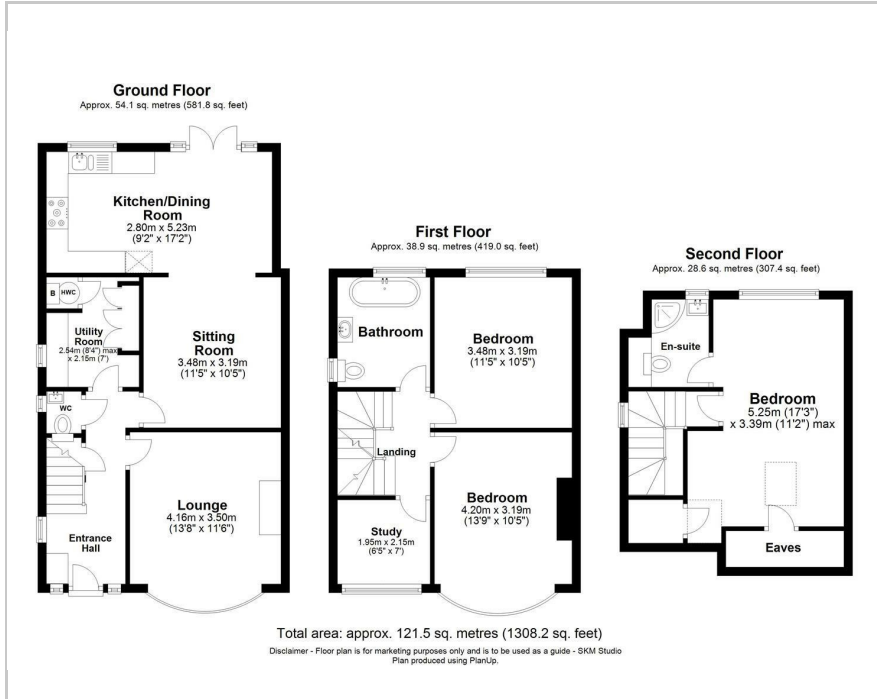 Ground Floor
Approx. 54.1 sq. metres (581.8 sq. feet)
Kitchen/Dining
Room
2.80m x 5.23m
(9'2" x 17'2")
B
HWC
Utility
Room
2.54m (8'4") max
x 2.15m (7')
Sitting
Room
3.48m x 3.19m
(11'5" x 10'5")
WC
Lounge
4.16m x 3.50m
(13'8" x 11'6")
Entrance
Hall
First Floor
Approx. 38.9 sq. metres (419.0 sq. feet)
Bathroom
Bedroom
3.48m x 3.19m
(11'5" x 10'5")
Landing
Bedroom
4.20m x 3.19m
(13'9" x 10'5")
Study
1.95m x 2.15m
(6'5" x 7')
Second Floor
Approx. 28.6 sq. metres (307.4 sq. feet)
En-suite
Bedroom
5.25m (17'3")
x 3.39m (11'2") max
Eaves
Total area: approx. 121.5 sq. metres (1308.2 sq. feet)
Disclaimer - Floor plan is for marketing purposes only and is to be used as a guide - SKM Studio
Plan produced using PlanUp.